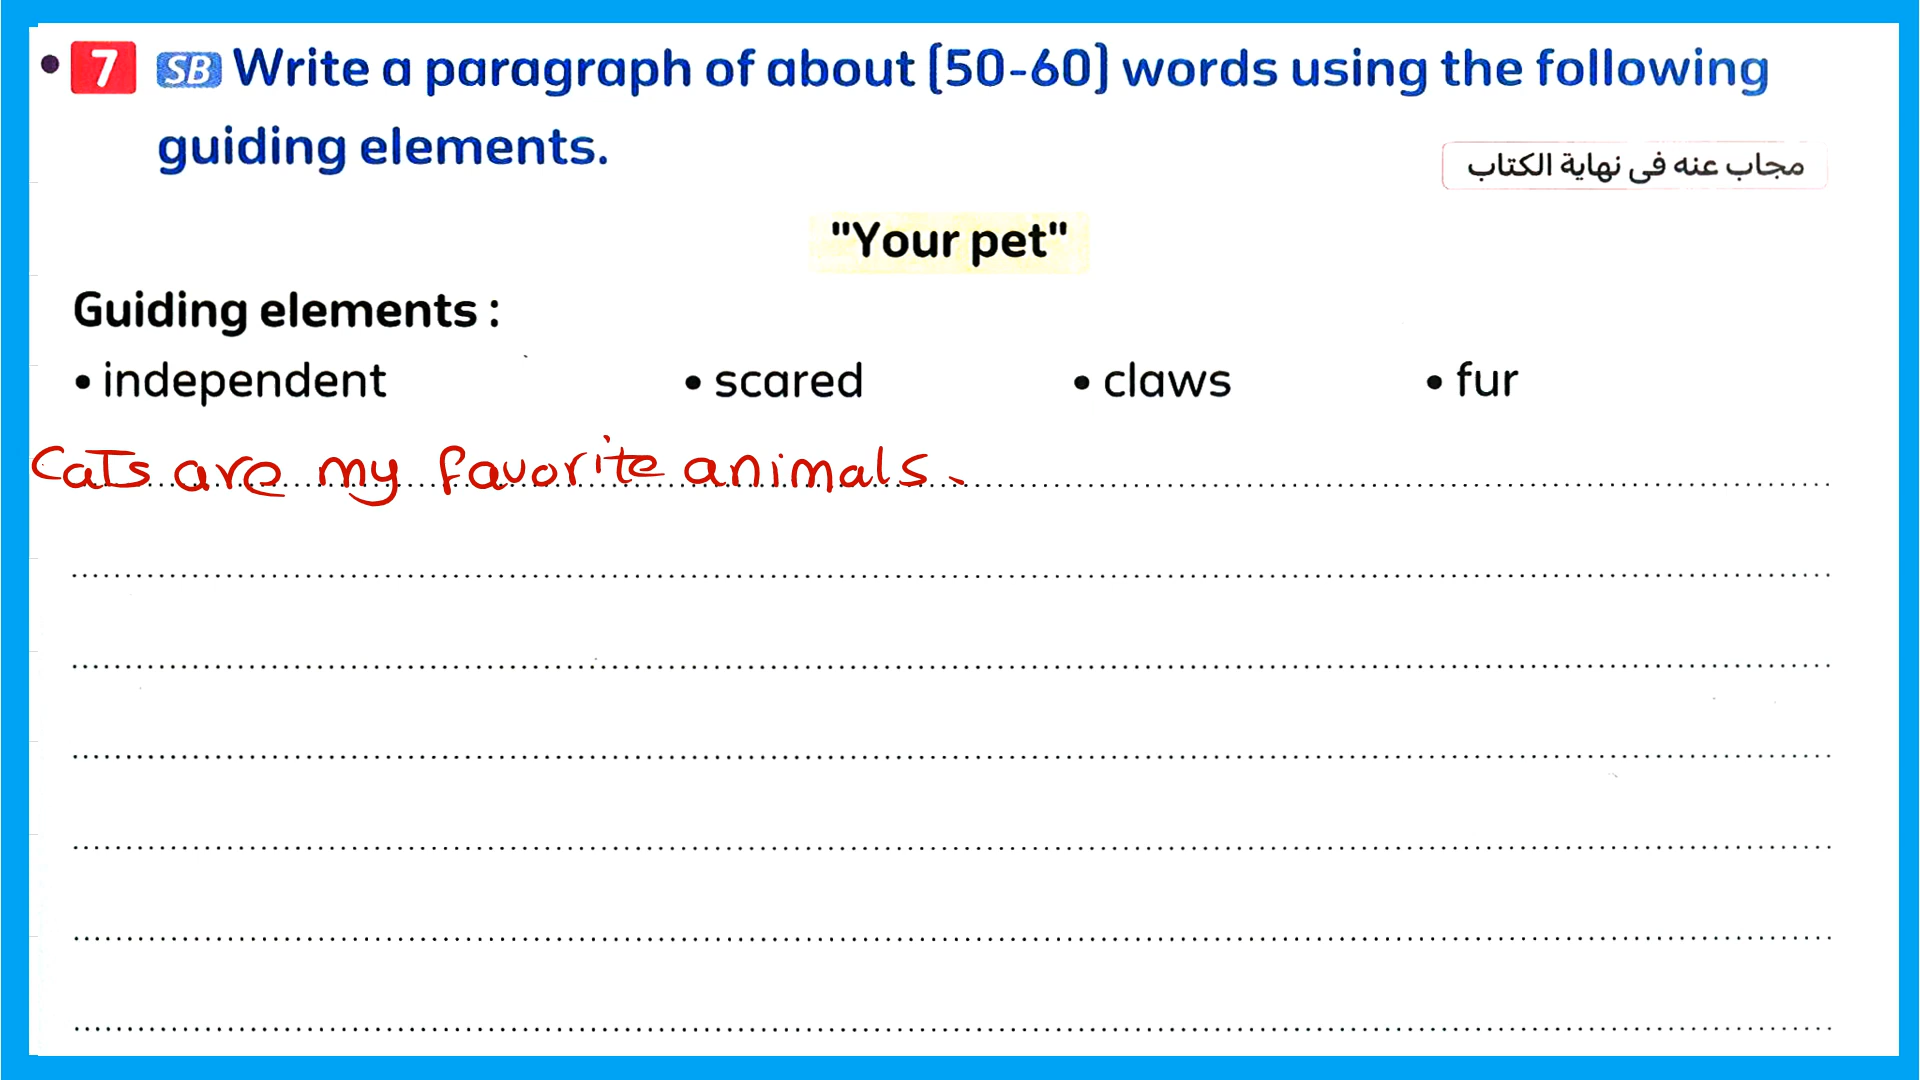 • 7 SB Write a paragraph of about (50-60) words using the following
guiding elements.
مجاب عنه فى نهاية الكتاب
"Your pet"
Guiding elements :
• independent • scared • claws • fur
Cats are my favorite animals.